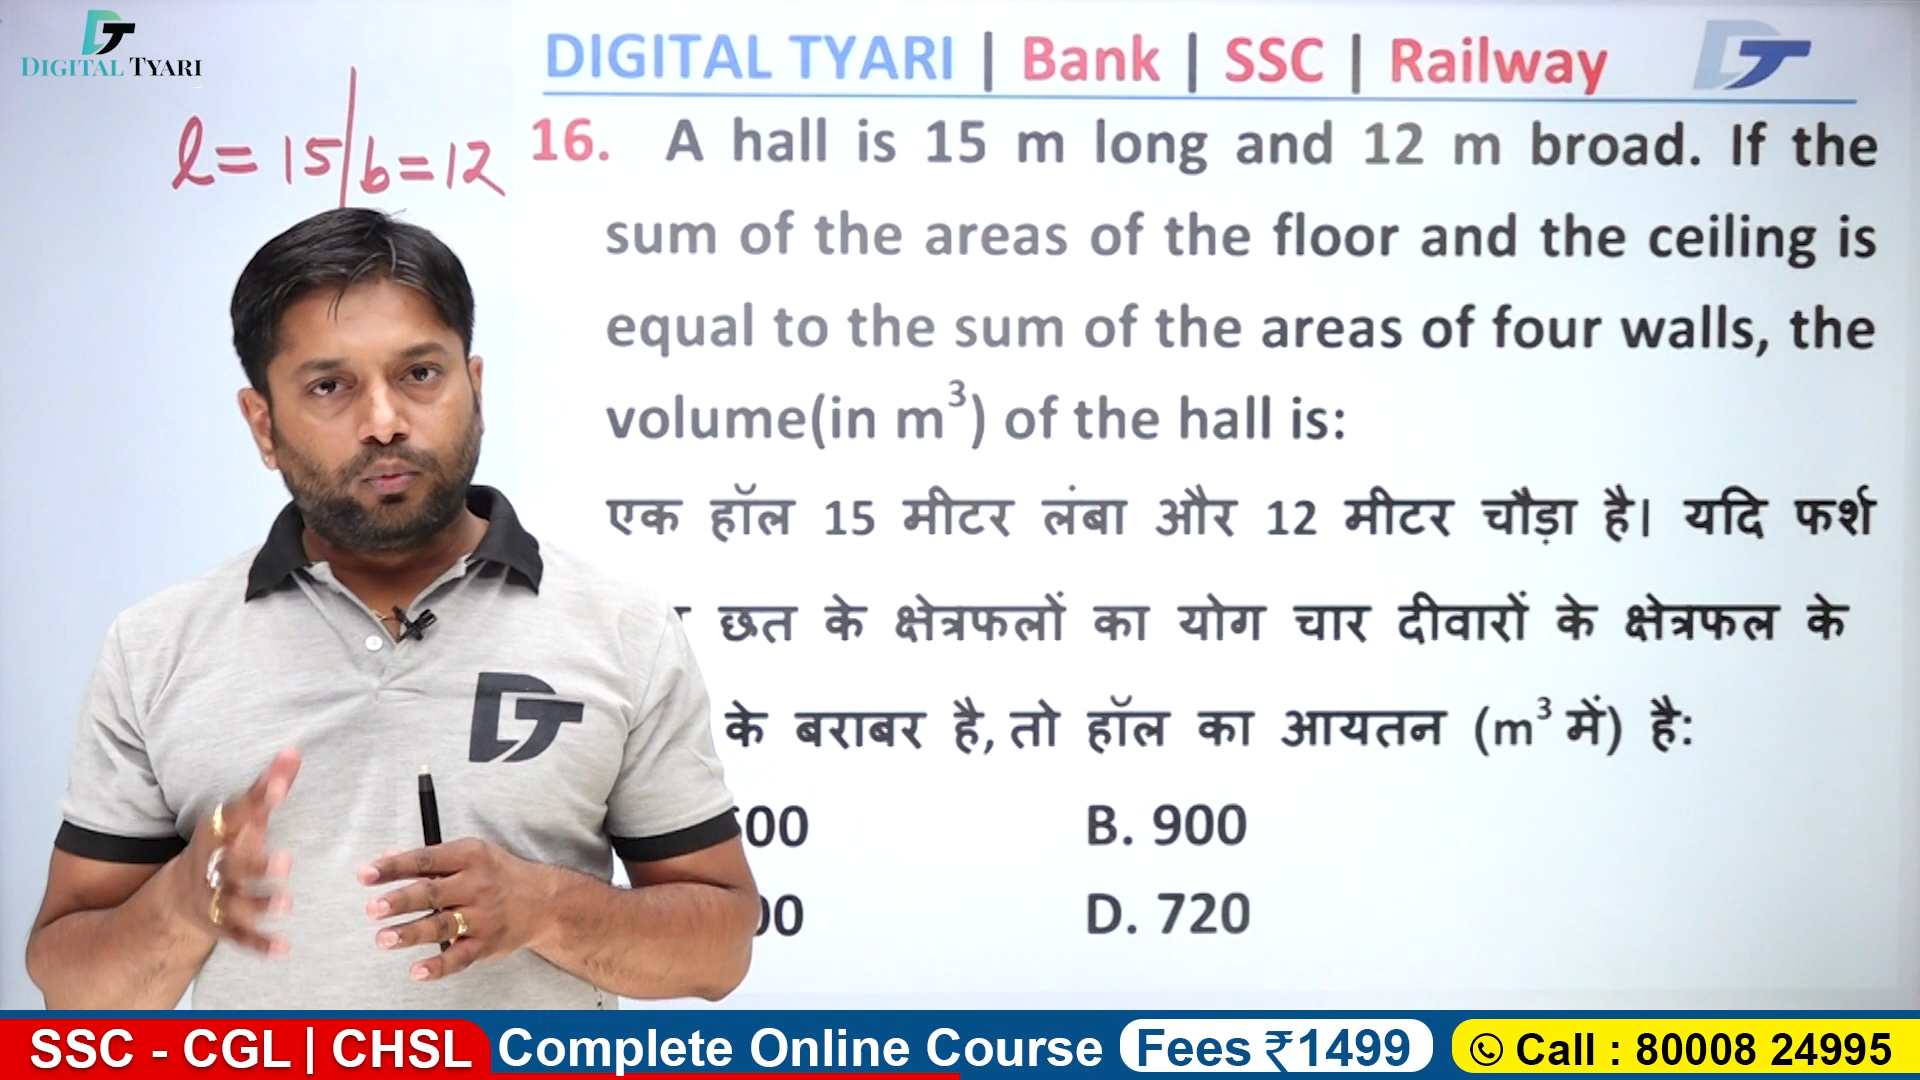 DIGITAL TYARI
DIGITAL TYARI | Bank | SSC | Railway
l = 15 | b = 12
16. A hall is 15 m long and 12 m broad. If the
sum of the areas of the floor and the ceiling is
equal to the sum of the areas of four walls, the
volume(in m³) of the hall is:
एक हॉल 15 मीटर लंबा और 12 मीटर चौड़ा है। यदि फर्श
छत के क्षेत्रफलों का योग चार दीवारों के क्षेत्रफल के
के बराबर है, तो हॉल का आयतन (m³ में) है:
00 B. 900
00 D. 720
DT
SSC - CGL | CHSL Complete Online Course Fees ₹1499 Call : 80008 24995